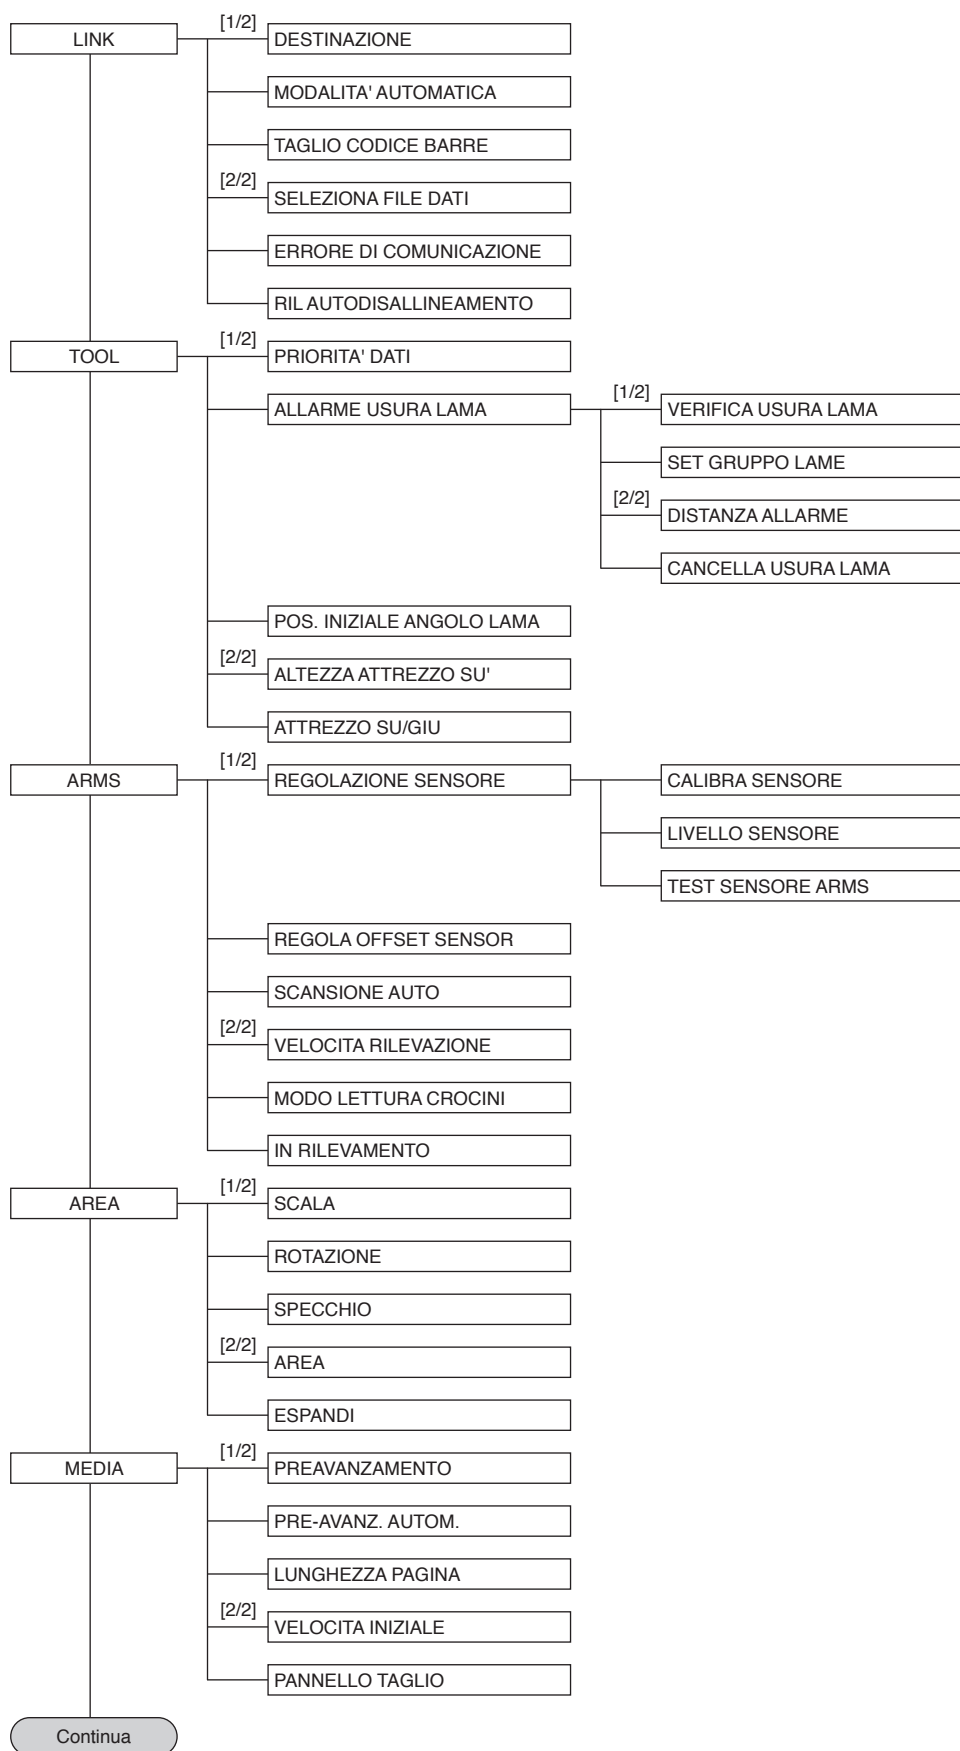 LINK
[1/2]
DESTINAZIONE
MODALITA' AUTOMATICA
TAGLIO CODICE BARRE
[2/2]
SELEZIONA FILE DATI
ERRORE DI COMUNICAZIONE
RIL AUTODISALLINEAMENTO
TOOL
[1/2]
PRIORITA' DATI
ALLARME USURA LAMA
[1/2]
VERIFICA USURA LAMA
SET GRUPPO LAME
[2/2]
DISTANZA ALLARME
CANCELLA USURA LAMA
POS. INIZIALE ANGOLO LAMA
[2/2]
ALTEZZA ATTREZZO SU'
ATTREZZO SU/GIU
ARMS
[1/2]
REGOLAZIONE SENSORE
CALIBRA SENSORE
LIVELLO SENSORE
TEST SENSORE ARMS
REGOLA OFFSET SENSOR
SCANSIONE AUTO
[2/2]
VELOCITA RILEVAZIONE
MODO LETTURA CROCINI
IN RILEVAMENTO
AREA
[1/2]
SCALA
ROTAZIONE
SPECCHIO
[2/2]
AREA
ESPANDI
MEDIA
[1/2]
PREAVANZAMENTO
PRE-AVANZ. AUTOM.
LUNGHEZZA PAGINA
[2/2]
VELOCITA INIZIALE
PANNELLO TAGLIO
Continua